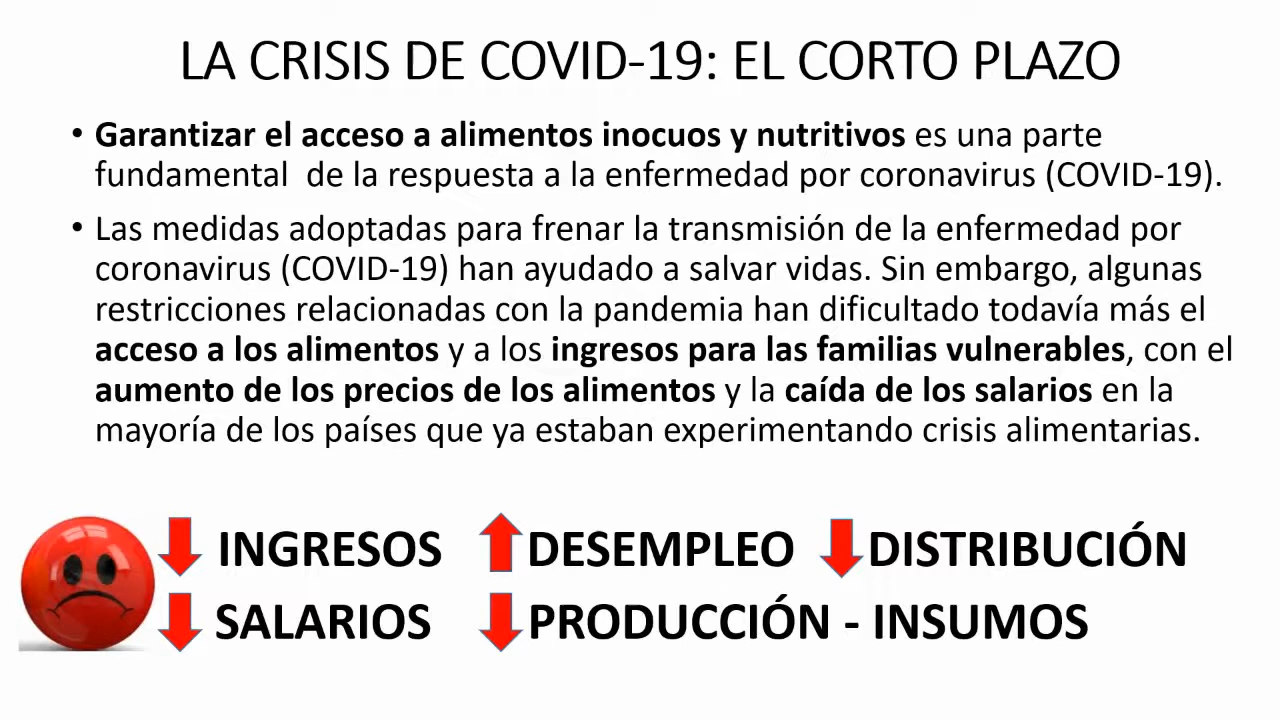 LA CRISIS DE COVID-19: EL CORTO PLAZO
• Garantizar el acceso a alimentos inocuos y nutritivos es una parte
fundamental de la respuesta a la enfermedad por coronavirus (COVID-19).
• Las medidas adoptadas para frenar la transmisión de la enfermedad por
coronavirus (COVID-19) han ayudado a salvar vidas. Sin embargo, algunas
restricciones relacionadas con la pandemia han dificultado todavía más el
acceso a los alimentos y a los ingresos para las familias vulnerables, con el
aumento de los precios de los alimentos y la caída de los salarios en la
mayoría de los países que ya estaban experimentando crisis alimentarias.
INGRESOS DESEMPLEO DISTRIBUCIÓN
SALARIOS PRODUCCIÓN - INSUMOS